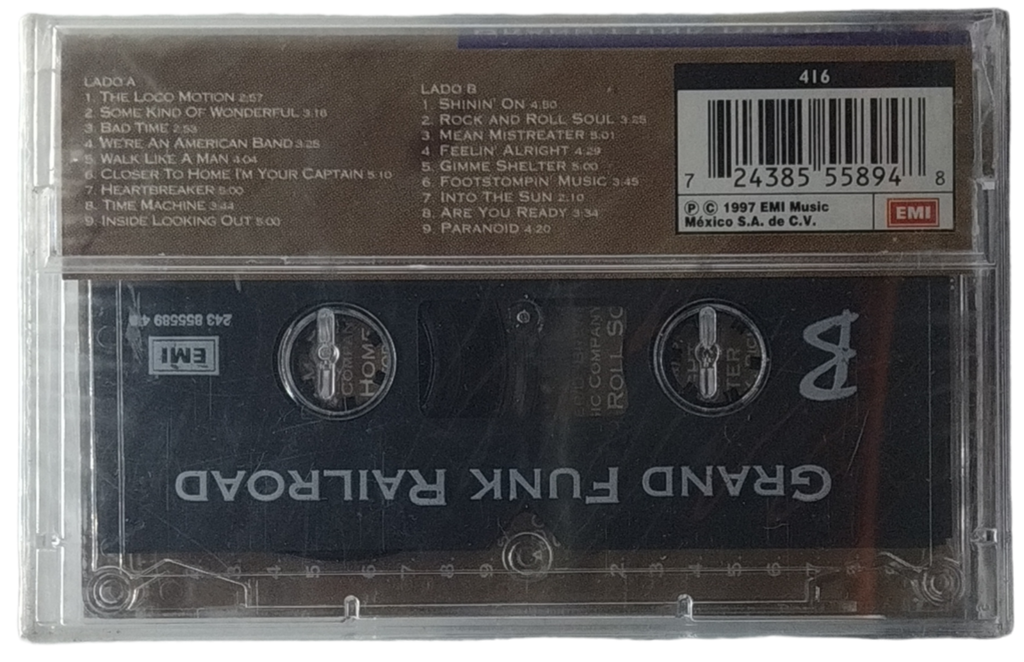 LADO A
1. THE LOCO MOTION 2:57
2. SOME KIND OF WONDERFUL 3:16
3. BAD TIME 2:53
4. WE'RE AN AMERICAN BAND 3:25
5. WALK LIKE A MAN 4:04
6. CLOSER TO HOME I'M YOUR CAPTAIN 5:10
7. HEARTBREAKER 5:00
8. TIME MACHINE 3:44
9. INSIDE LOOKING OUT 5:00
LADO B
1. SHININ' ON 4:50
2. ROCK AND ROLL SOUL 3:25
3. MEAN MISTREATER 5:01
4. FEELIN' ALRIGHT 4:29
5. GIMME SHELTER 5:00
6. FOOTSTOMPIN' MUSIC 3:45
7. INTO THE SUN 2:10
8. ARE YOU READY 3:34
9. PARANOID 4:20
416
7 24385 55894 8
Ⓟ © 1997 EMI Music
México S.A. de C.V.
EMI
EMI
COMPANY
HOME
COMPANY
ROLL
B
GRAND FUNK RAILROAD